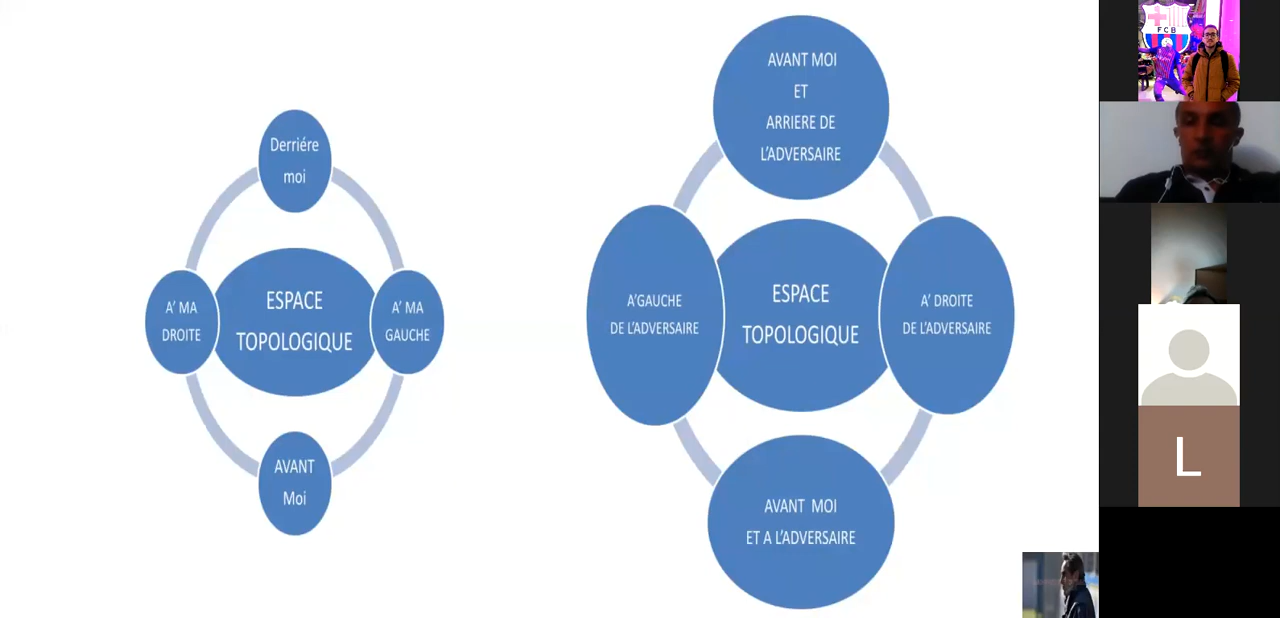 Derriére
moi
A' MA
DROITE
ESPACE
TOPOLOGIQUE
A' MA
GAUCHE
AVANT
Moi
AVANT MOI
ET
ARRIERE DE
L'ADVERSAIRE
A'GAUCHE
DE L'ADVERSAIRE
ESPACE
TOPOLOGIQUE
A' DROITE
DE L'ADVERSAIRE
AVANT MOI
ET A L'ADVERSAIRE
FCB
L